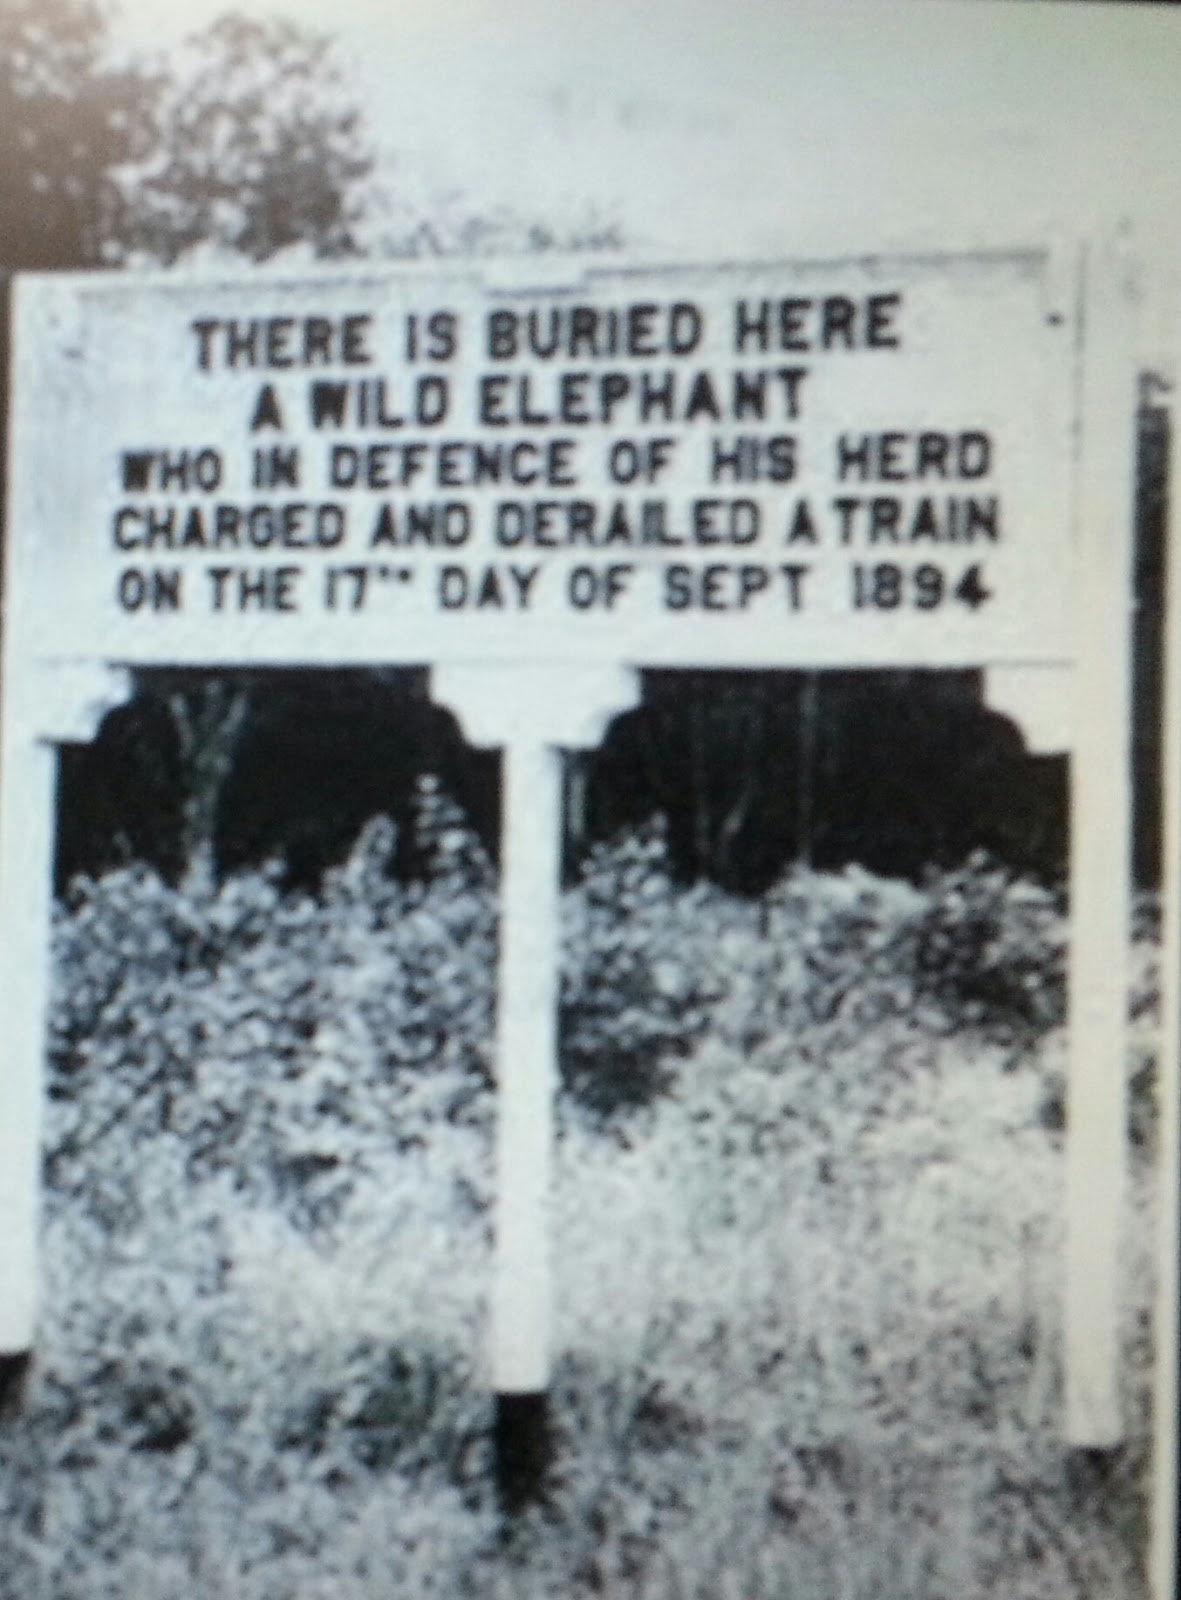 THERE IS BURIED HERE
A WILD ELEPHANT
WHO IN DEFENCE OF HIS HERD
CHARGED AND DERAILED A TRAIN
ON THE 17TH DAY OF SEPT 1894